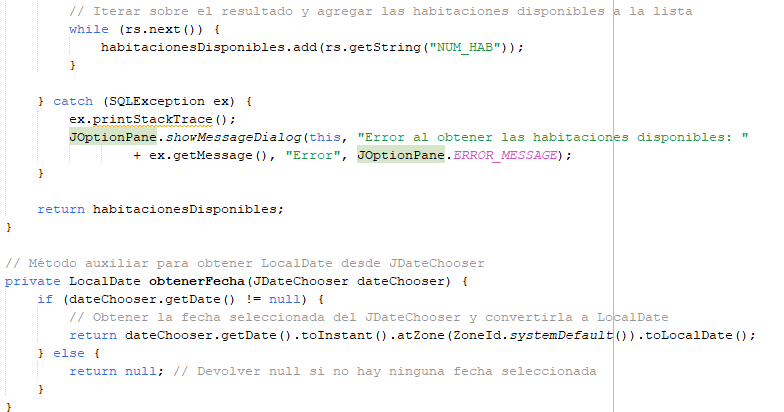 // Iterar sobre el resultado y agregar las habitaciones disponibles a la lista
while (rs.next()) {
habitacionesDisponibles.add(rs.getString("NUM_HAB"));
}
} catch (SQLException ex) {
ex.printStackTrace();
JOptionPane.showMessageDialog(this, "Error al obtener las habitaciones disponibles: "
+ ex.getMessage(), "Error", JOptionPane.ERROR_MESSAGE);
}
return habitacionesDisponibles;
}
// Método auxiliar para obtener LocalDate desde JDateChooser
private LocalDate obtenerFecha(JDateChooser dateChooser) {
if (dateChooser.getDate() != null) {
// Obtener la fecha seleccionada del JDateChooser y convertirla a LocalDate
return dateChooser.getDate().toInstant().atZone(ZoneId.systemDefault()).toLocalDate();
} else {
return null; // Devolver null si no hay ninguna fecha seleccionada
}
}